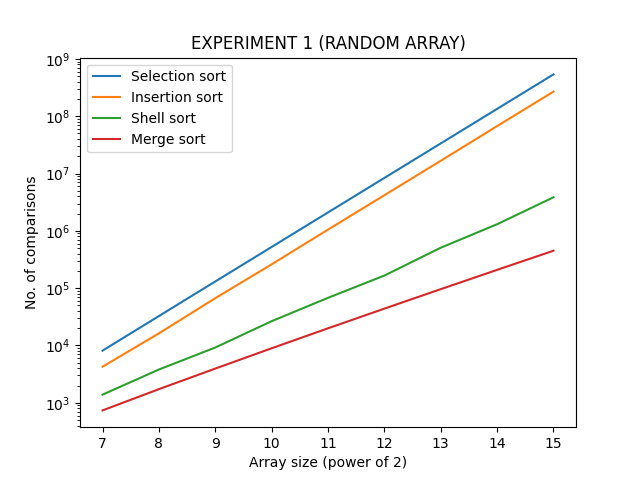 EXPERIMENT 1 (RANDOM ARRAY)
Selection sort
Insertion sort
Shell sort
Merge sort
No. of comparisons
10⁹
10⁸
10⁷
10⁶
10⁵
10⁴
10³
7 8 9 10 11 12 13 14 15
Array size (power of 2)